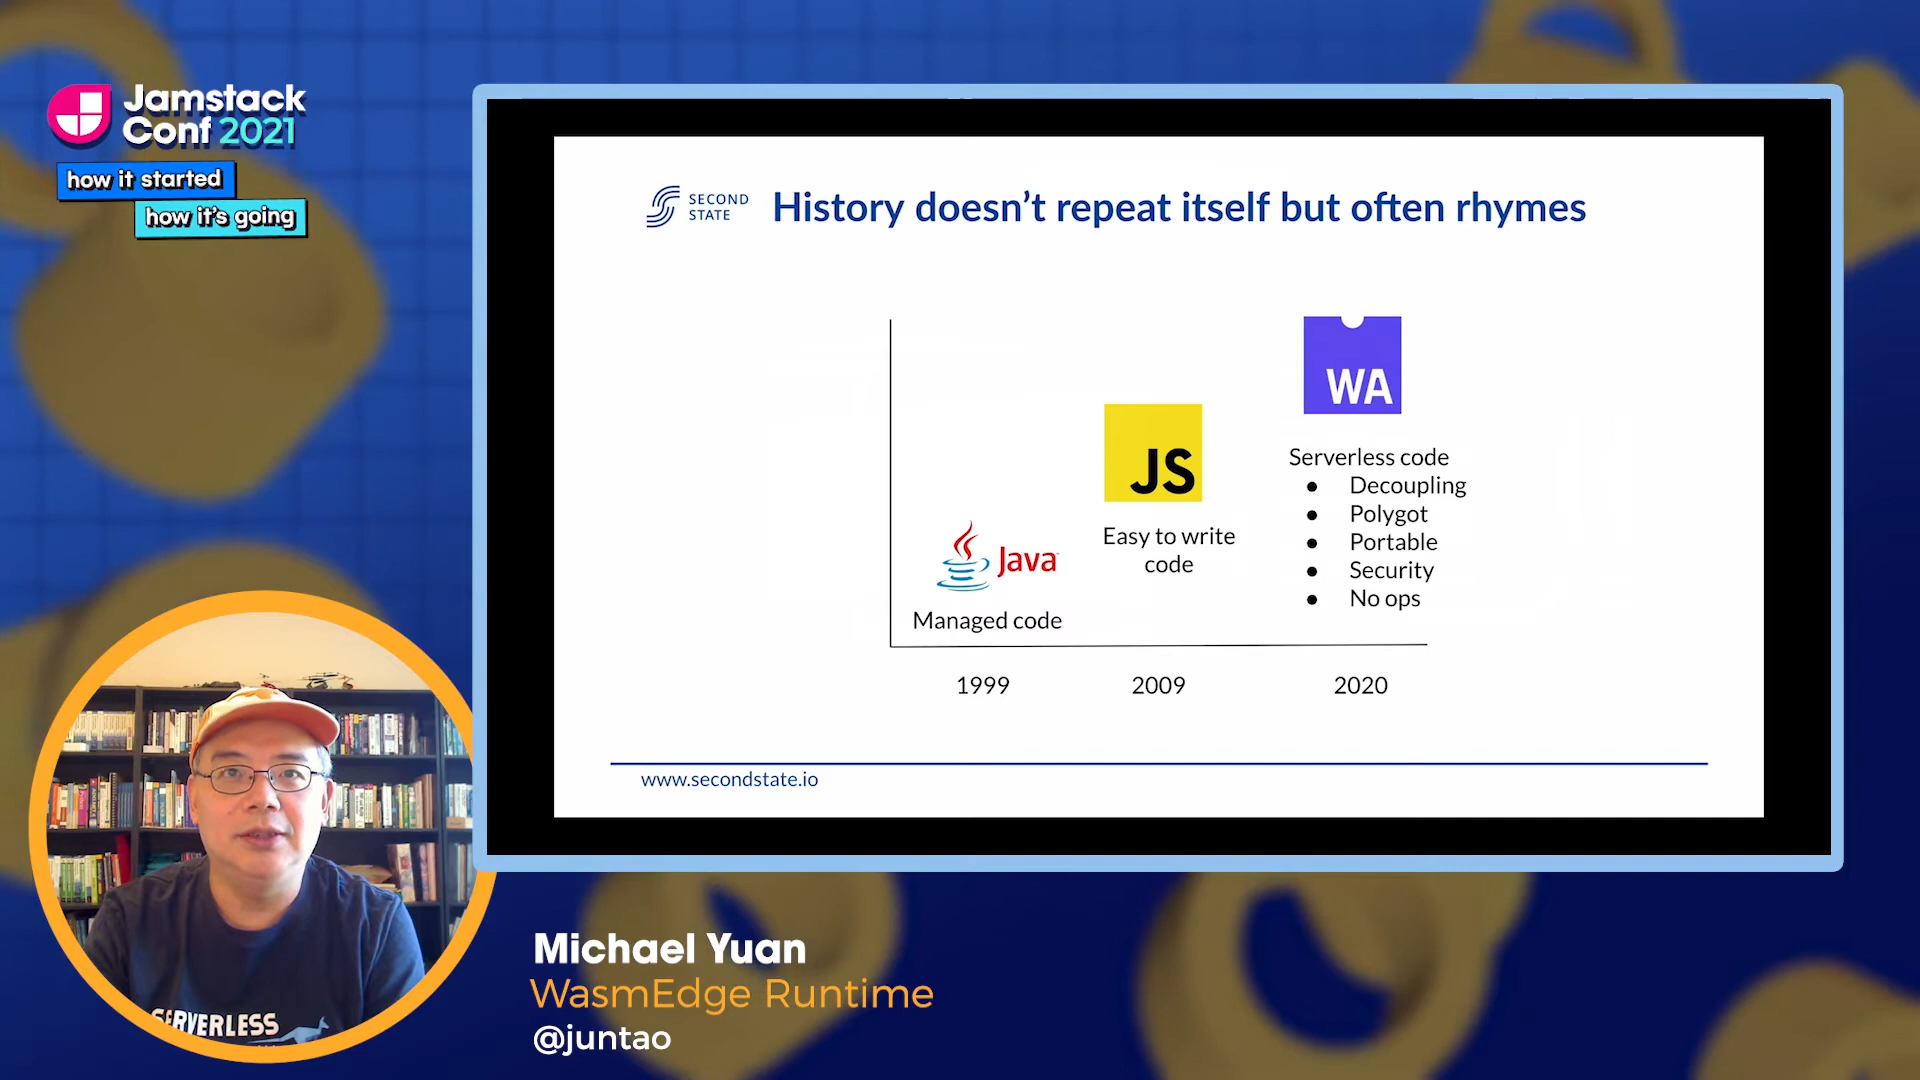 Jamstack
Conf 2021
how it started
how it's going
SECOND
STATE
History doesn't repeat itself but often rhymes
WA
JS
Java
Serverless code
● Decoupling
● Polygot
● Portable
● Security
● No ops
Easy to write
code
Managed code
1999 2009 2020
www.secondstate.io
SERVERLESS
Michael Yuan
WasmEdge Runtime
@juntao